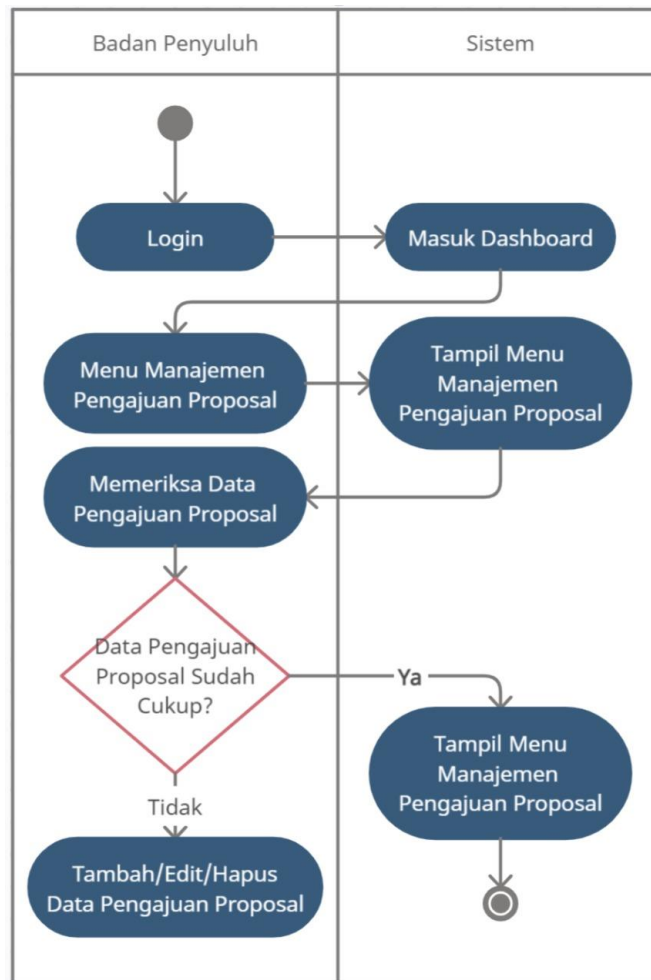 Badan Penyuluh
Sistem
Login
Masuk Dashboard
Menu Manajemen
Pengajuan Proposal
Tampil Menu
Manajemen
Pengajuan Proposal
Memeriksa Data
Pengajuan Proposal
Data Pengajuan
Proposal Sudah
Cukup?
Ya
Tampil Menu
Manajemen
Pengajuan Proposal
Tidak
Tambah/Edit/Hapus
Data Pengajuan Proposal